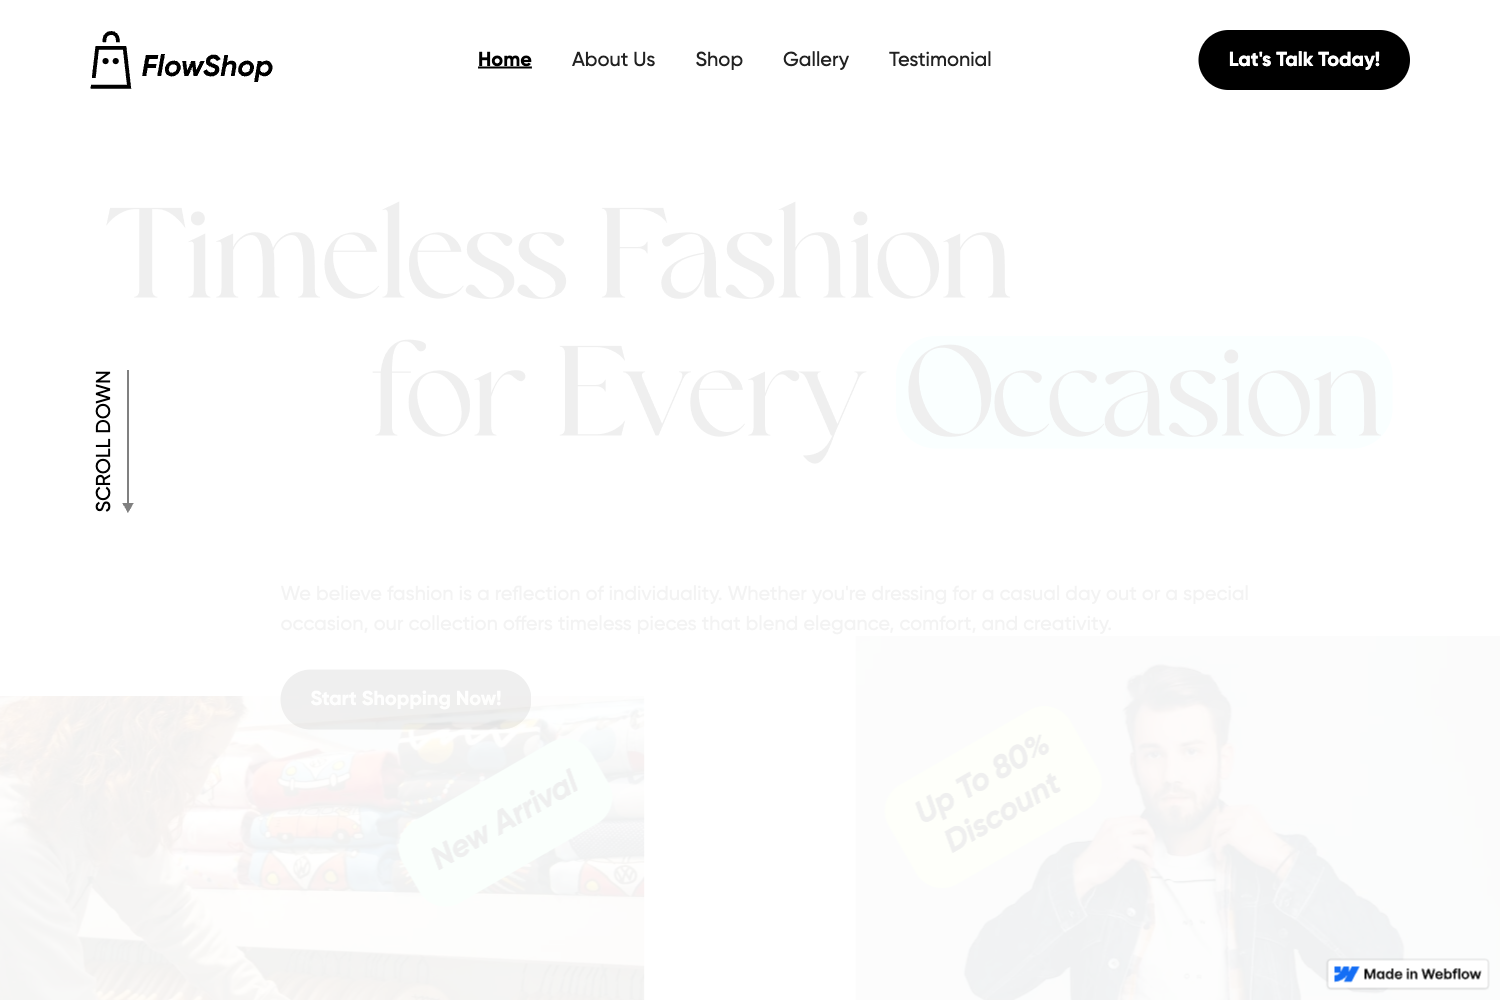 FlowShop
Home
About Us
Shop
Gallery
Testimonial
Lat's Talk Today!
Timeless Fashion
for Every Occasion
SCROLL DOWN
We believe fashion is a reflection of individuality. Whether you're dressing for a casual day out or a special
occasion, our collection offers timeless pieces that blend elegance, comfort, and creativity.
Start Shopping Now!
New Arrival
Up To 80%
Discount
Made in Webflow